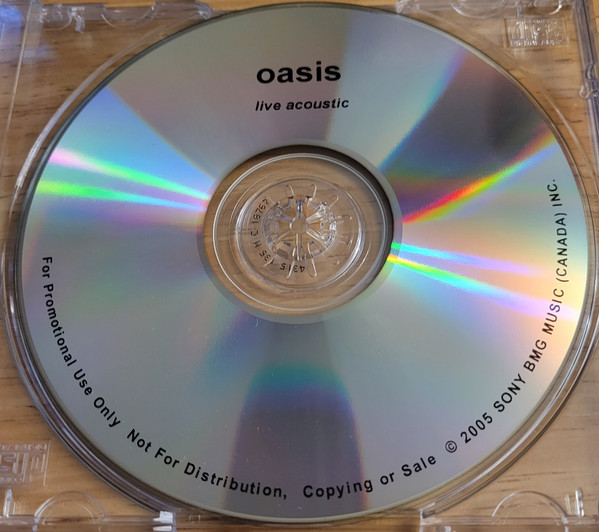 oasis
live acoustic
For Promotional Use Only Not For Distribution, Copying or Sale © 2005 SONY BMG MUSIC (CANADA) INC.